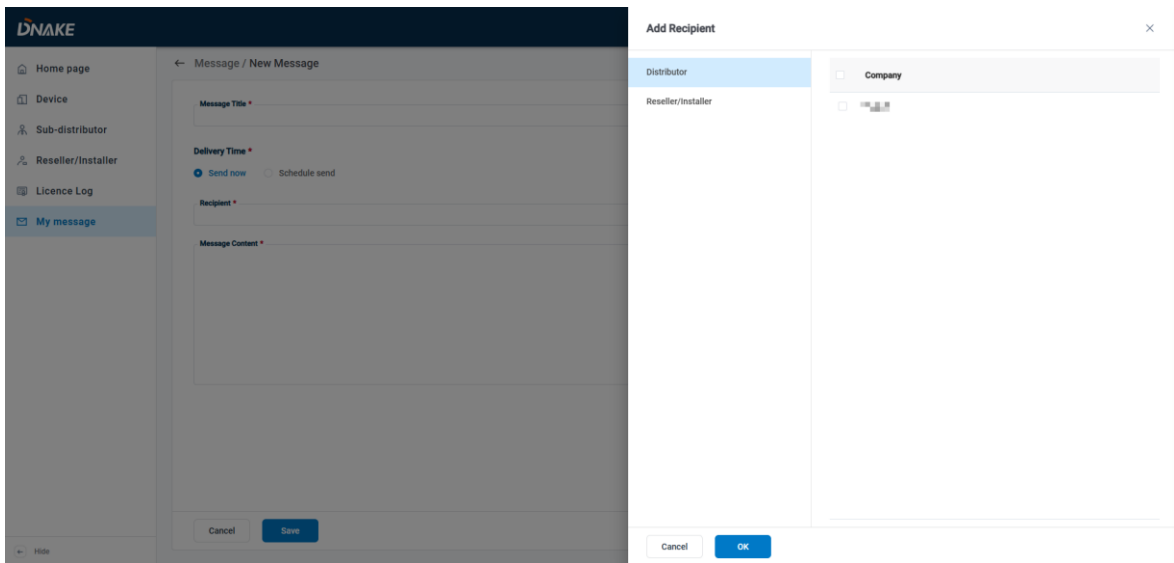 DNAKE
Home page
Device
Sub-distributor
Reseller/Installer
Licence Log
My message
Hide
← Message / New Message
Message Title *
Delivery Time *
Send now Schedule send
Recipient *
Message Content *
Cancel Save
Add Recipient
Distributor
Reseller/Installer
Company
Cancel OK